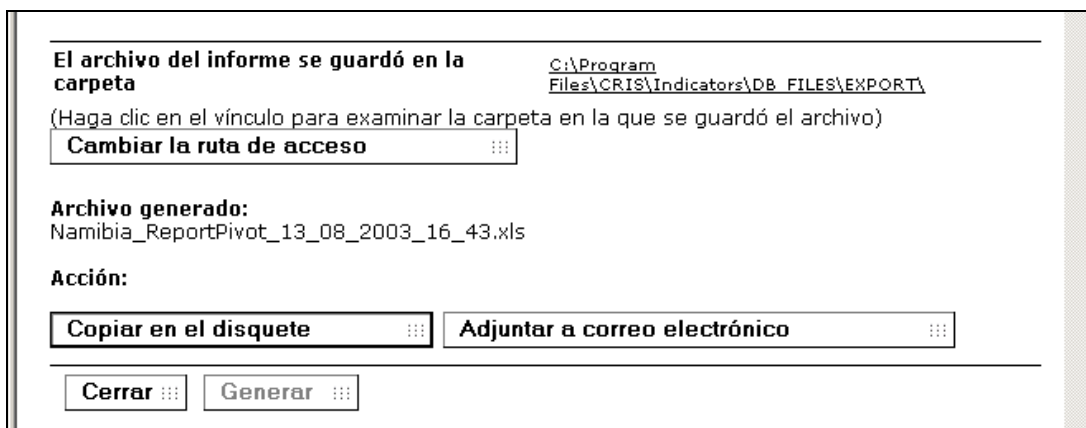 El archivo del informe se guardó en la
carpeta
C:\Program
Files\CRIS\Indicators\DB_FILES\EXPORT\
(Haga clic en el vínculo para examinar la carpeta en la que se guardó el archivo)
Cambiar la ruta de acceso
Archivo generado:
Namibia_ReportPivot_13_08_2003_16_43.xls
Acción:
Copiar en el disquete Adjuntar a correo electrónico
Cerrar Generar